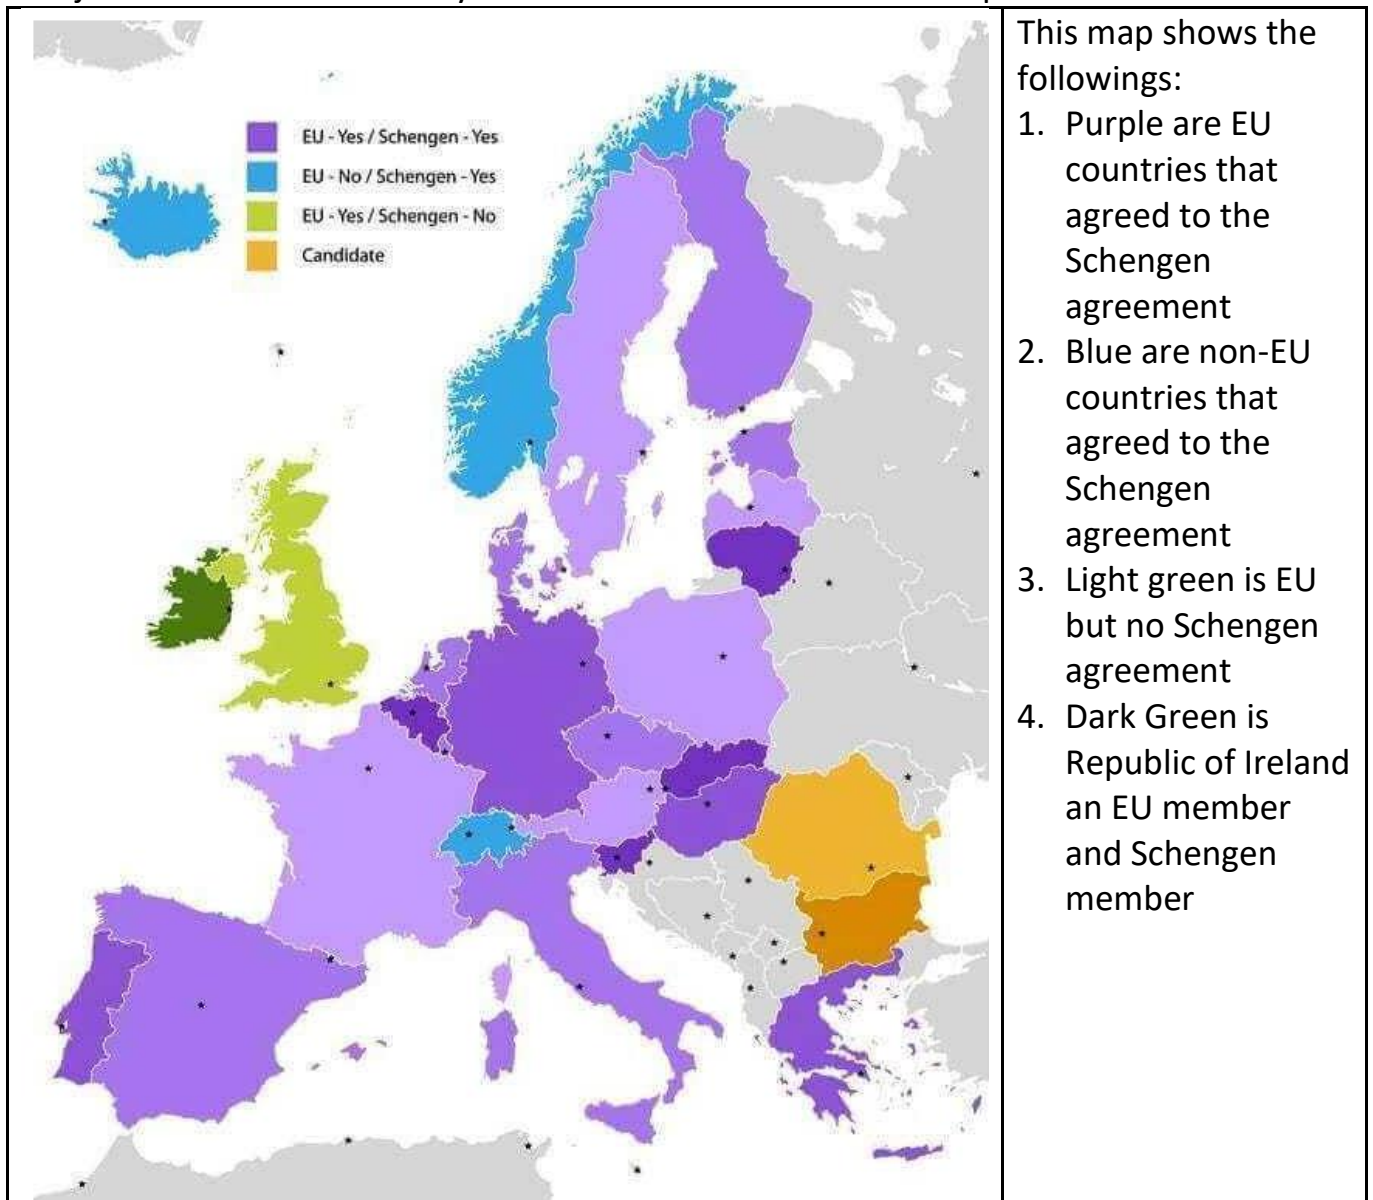 EU - Yes / Schengen - Yes
EU - No / Schengen - Yes
EU - Yes / Schengen - No
Candidate
This map shows the
followings:
1. Purple are EU
countries that
agreed to the
Schengen
agreement
2. Blue are non-EU
countries that
agreed to the
Schengen
agreement
3. Light green is EU
but no Schengen
agreement
4. Dark Green is
Republic of Ireland
an EU member
and Schengen
member